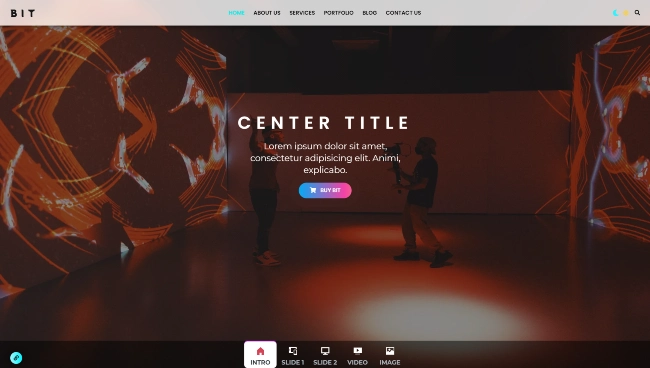 BIT
HOME ABOUT US SERVICES PORTFOLIO BLOG CONTACT US
CENTER TITLE
Lorem ipsum dolor sit amet,
consectetur adipisicing elit. Animi,
explicabo.
BUY BIT
INTRO SLIDE 1 SLIDE 2 VIDEO IMAGE